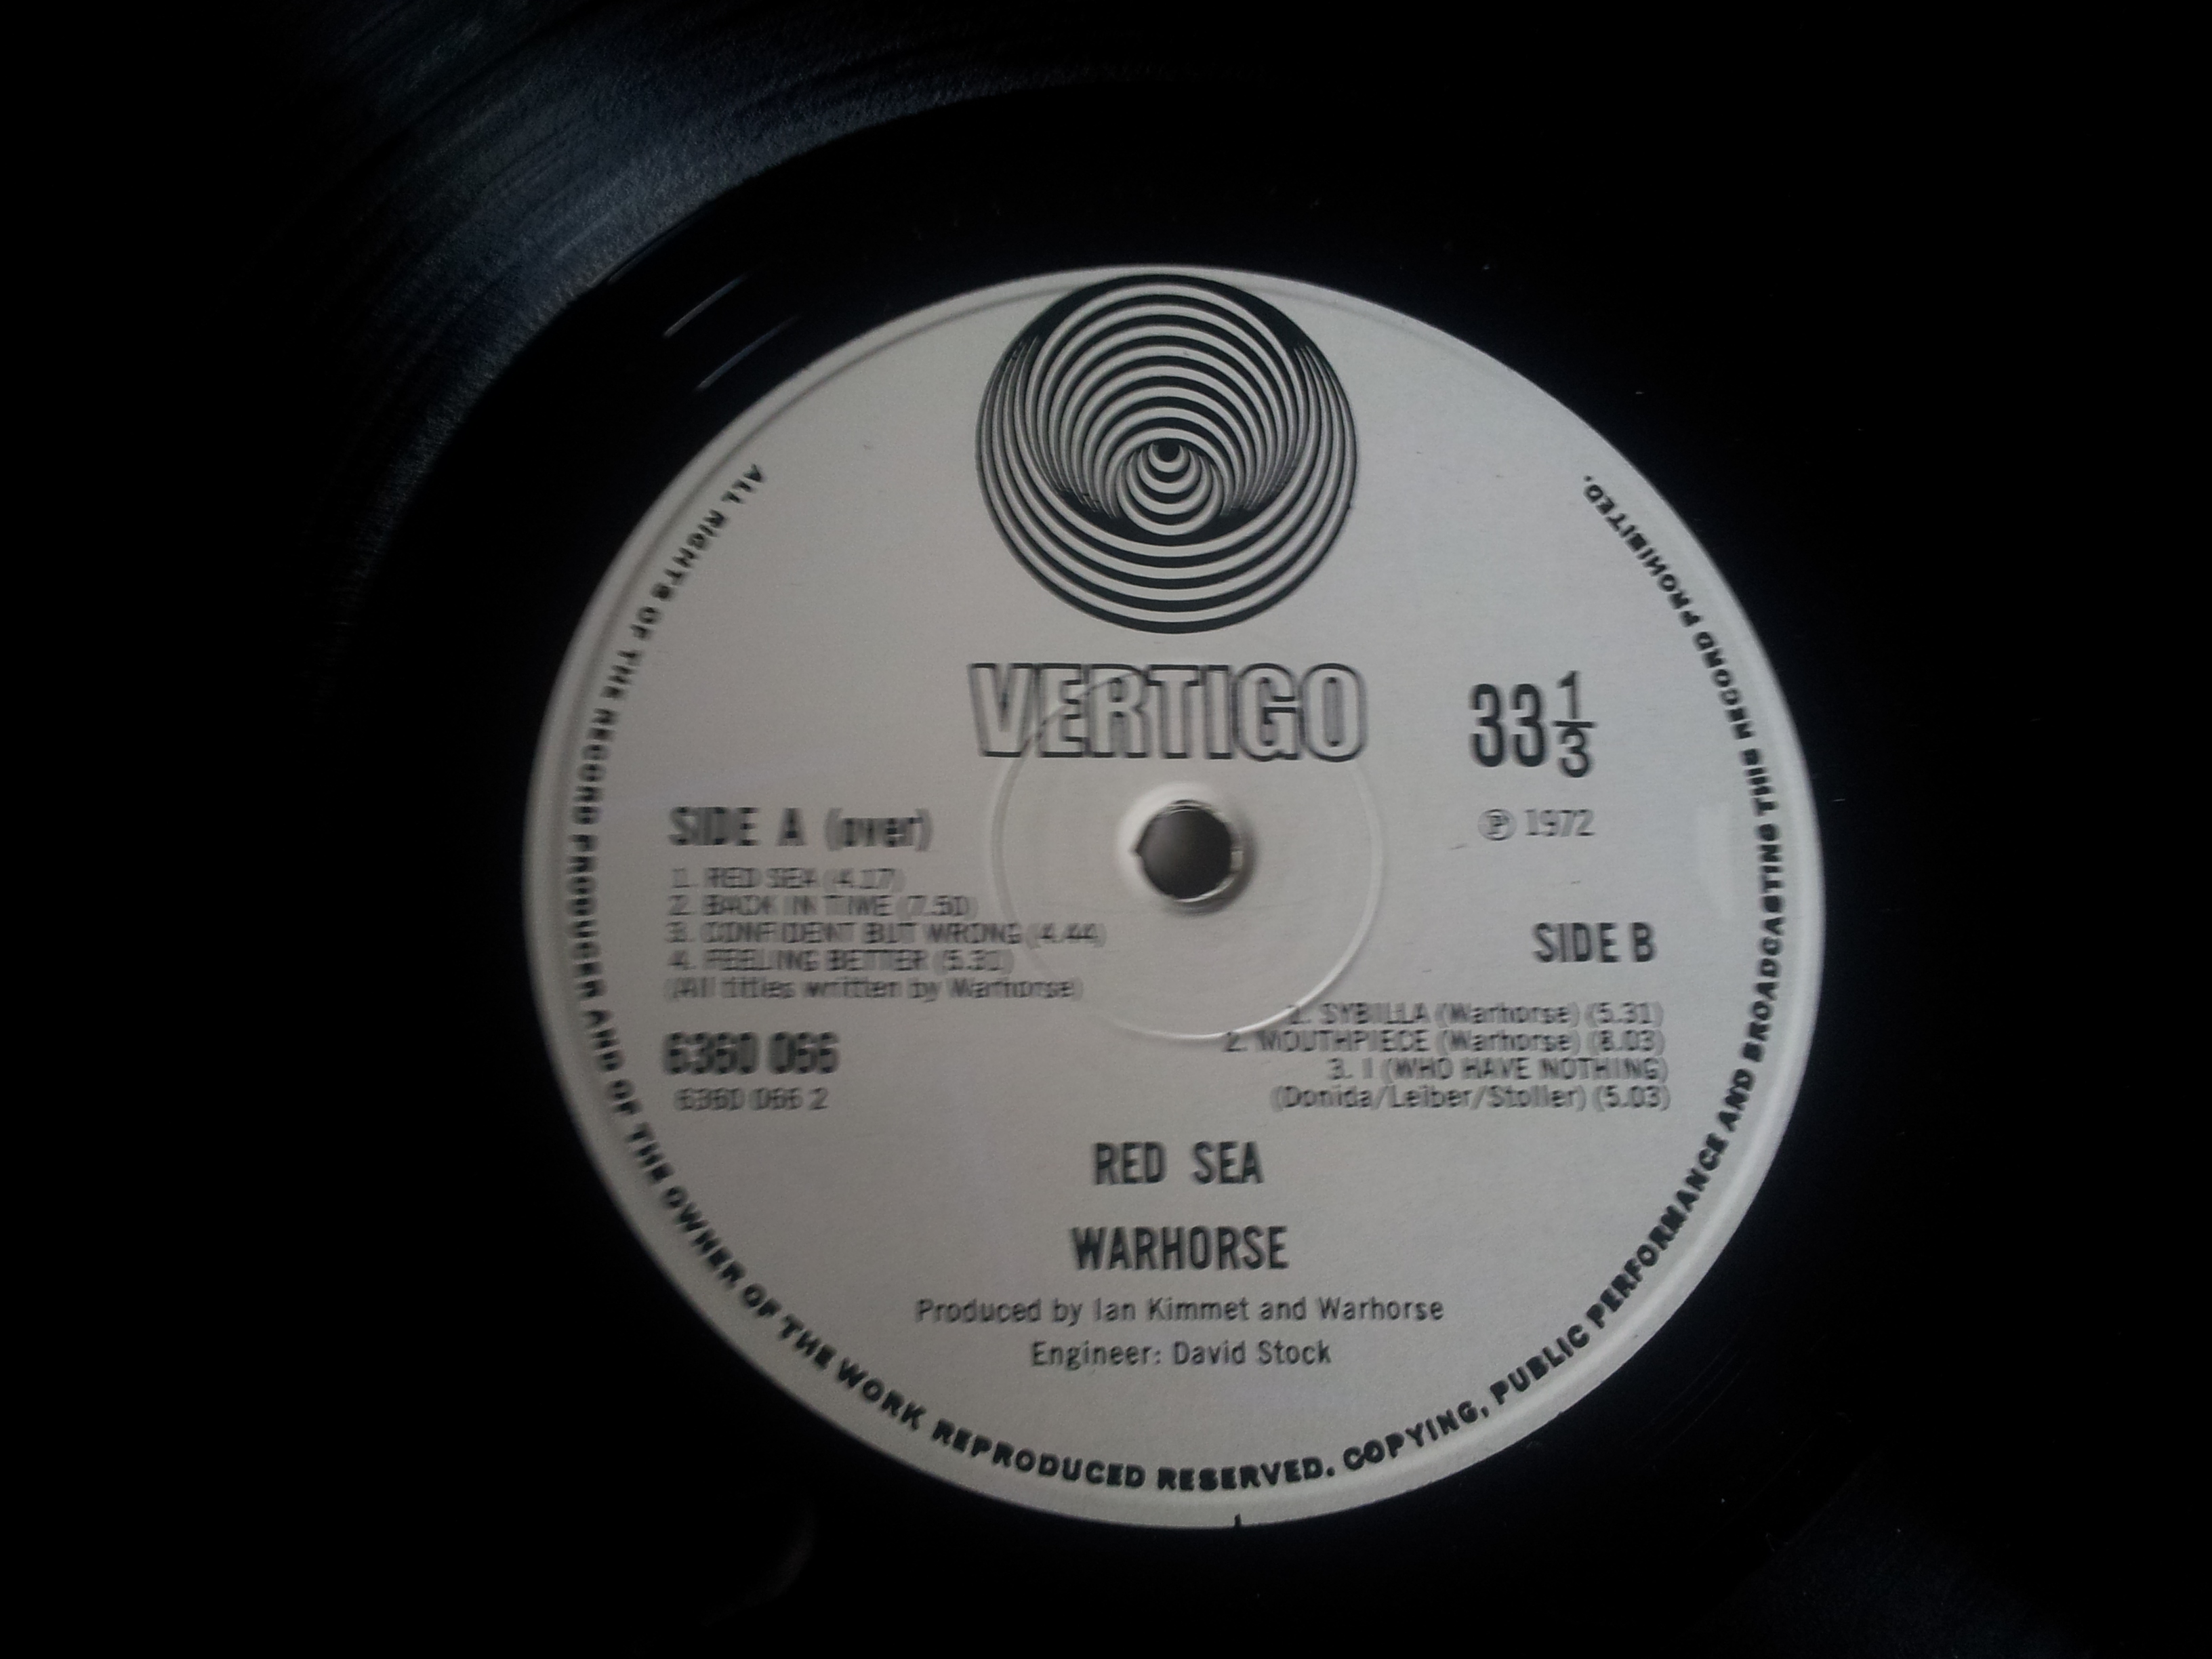 VERTIGO
33 1/3
℗ 1972
SIDE A (over)
1. RED SEA (4.17)
2. BACK IN TIME (7.50)
3. CONFIDENT BUT WRONG (4.44)
4. FEELING BETTER (5.31)
(All titles written by Warhorse)
6360 066
6360 066 2
SIDE B
1. SYBILLA (Warhorse) (5.31)
2. MOUTHPIECE (Warhorse) (8.03)
3. I (WHO HAVE NOTHING)
(Donida/Leiber/Stoller) (5.03)
RED SEA
WARHORSE
Produced by Ian Kimmet and Warhorse
Engineer: David Stock
ALL RIGHTS OF THE RECORD PRODUCER AND OF THE OWNER OF THE WORK REPRODUCED RESERVED. COPYING, PUBLIC PERFORMANCE AND BROADCASTING THIS RECORD PROHIBITED.